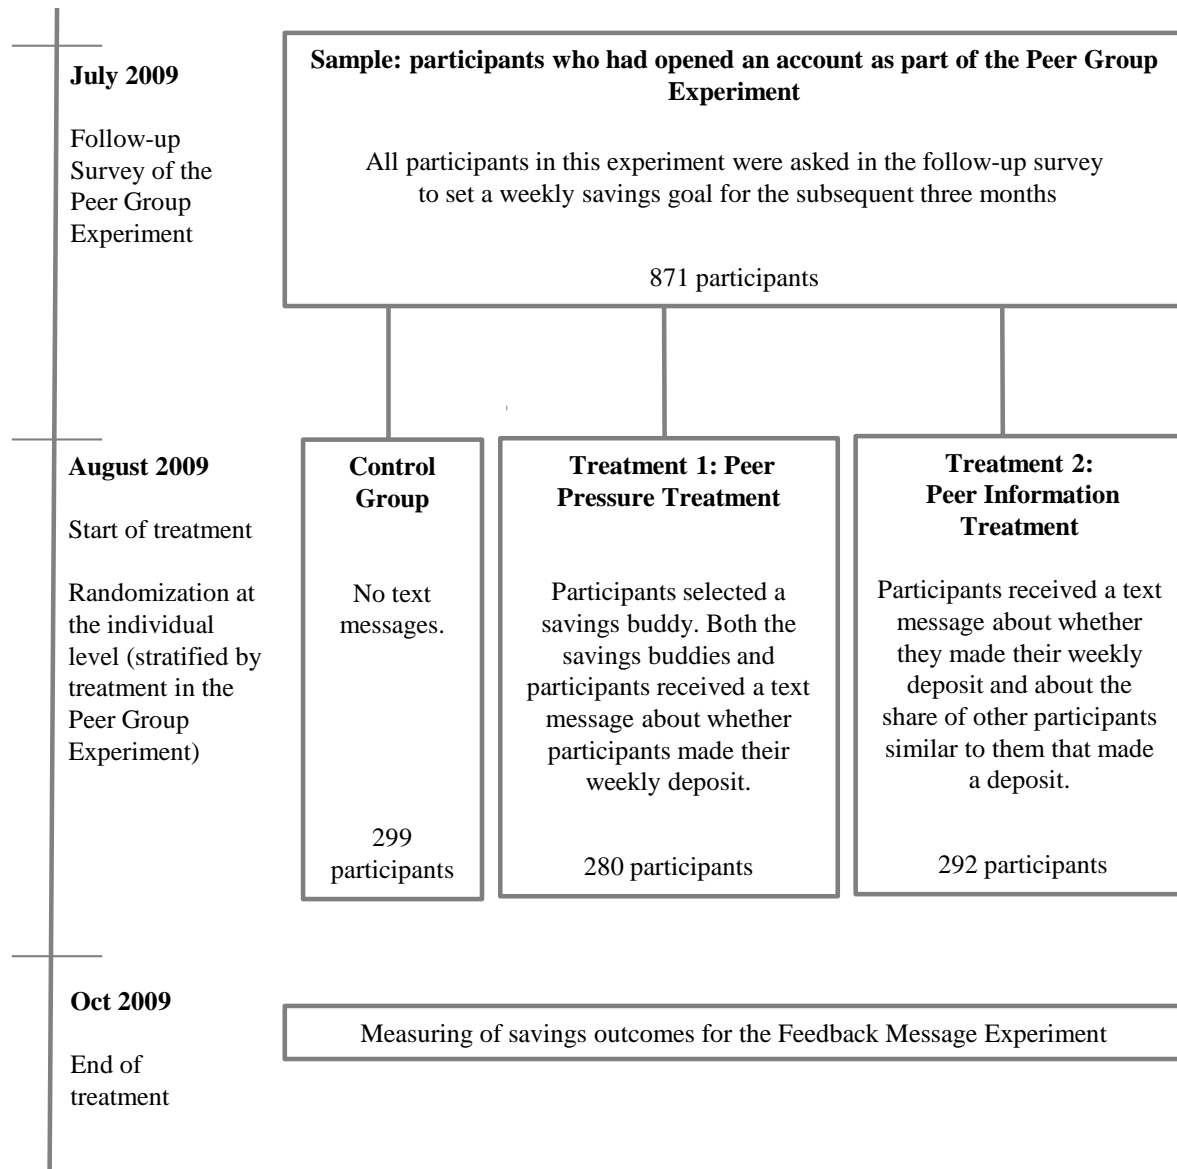 July 2009
Follow-up
Survey of the
Peer Group
Experiment
Sample: participants who had opened an account as part of the Peer Group
Experiment
All participants in this experiment were asked in the follow-up survey
to set a weekly savings goal for the subsequent three months
871 participants
August 2009
Start of treatment
Randomization at
the individual
level (stratified by
treatment in the
Peer Group
Experiment)
Control
Group
No text
messages.
299
participants
Treatment 1: Peer
Pressure Treatment
Participants selected a
savings buddy. Both the
savings buddies and
participants received a text
message about whether
participants made their
weekly deposit.
280 participants
Treatment 2:
Peer Information
Treatment
Participants received a text
message about whether
they made their weekly
deposit and about the
share of other participants
similar to them that made
a deposit.
292 participants
Oct 2009
End of
treatment
Measuring of savings outcomes for the Feedback Message Experiment